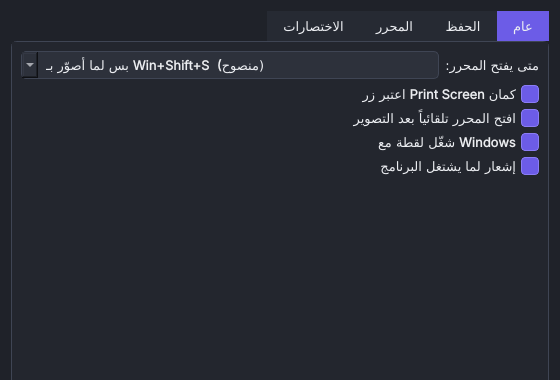 عام
الحفظ
المحرر
الاختصارات
متى يفتح المحرر:
بس لما أصوّر بـ Win+Shift+S (منصوح)
كمان Print Screen اعتبر زر
افتح المحرر تلقائياً بعد التصوير
Windows شغّل لقطة مع
إشعار لما يشتغل البرنامج